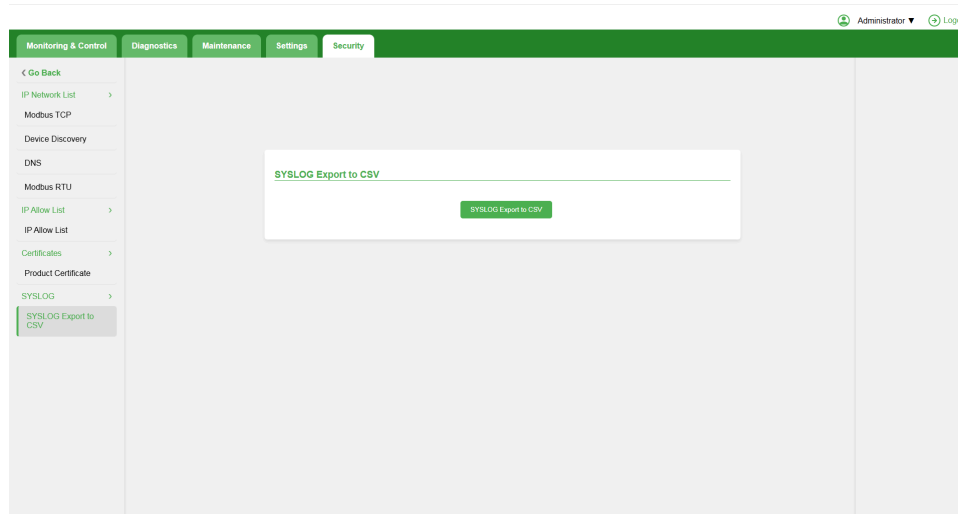 Administrator ▼
Monitoring & Control
Diagnostics
Maintenance
Settings
Security
Go Back
IP Network List
Modbus TCP
Device Discovery
DNS
Modbus RTU
IP Allow List
IP Allow List
Certificates
Product Certificate
SYSLOG
SYSLOG Export to
CSV
SYSLOG Export to CSV
SYSLOG Export to CSV